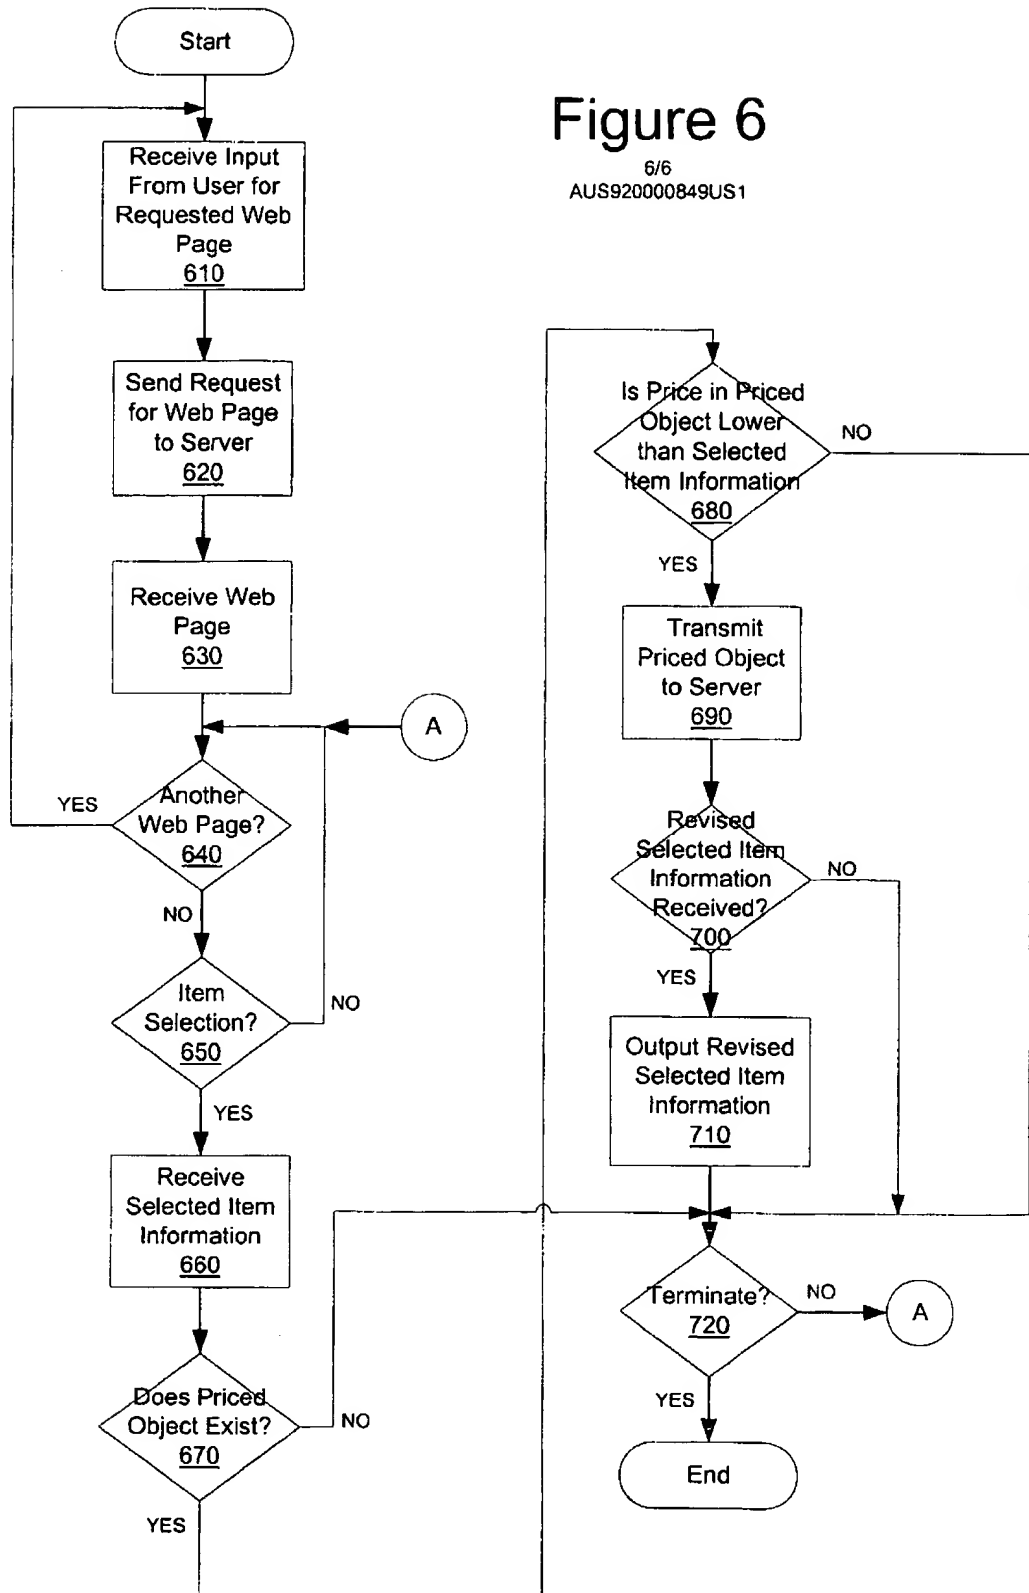 Start
Figure 6
6/6
AUS920000849US1
Receive Input
From User for
Requested Web
Page
610
Send Request
for Web Page
to Server
620
Receive Web
Page
630
A
Another
Web Page?
640
YES
NO
Item
Selection?
650
NO
YES
Receive
Selected Item
Information
660
Does Priced
Object Exist?
670
NO
YES
Is Price in Priced
Object Lower
than Selected
Item Information
680
NO
YES
Transmit
Priced Object
to Server
690
Revised
Selected Item
Information
Received?
700
NO
YES
Output Revised
Selected Item
Information
710
Terminate?
720
NO
A
YES
End